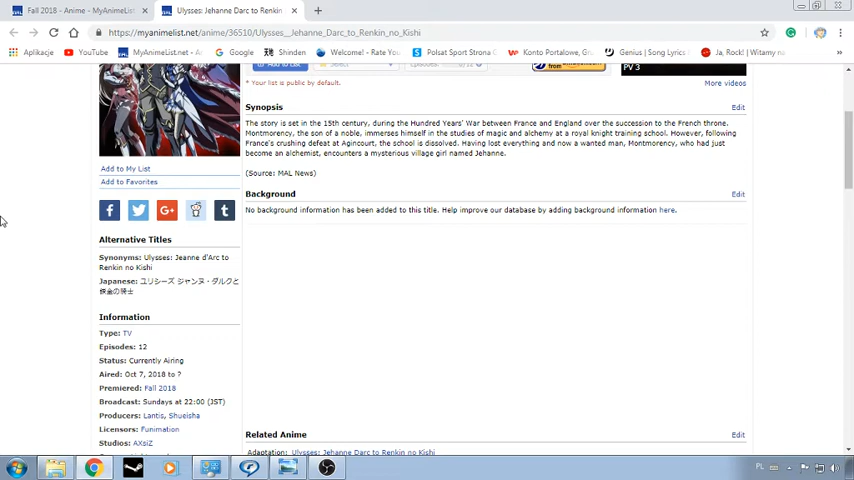 Fall 2018 - Anime - MyAnimeList
Ulysses: Jehanne Darc to Renkin
https://myanimelist.net/anime/36510/Ulysses__Jehanne_Darc_to_Renkin_no_Kishi
Aplikacje YouTube MyAnimeList.net - Google Shinden Welcome! - Rate You Polsat Sport Strona G Konto Portalowe, Gr Genius | Song Lyrics Ja, Rock! | Witamy na
* Your list is public by default.
PV 3
More videos
Synopsis Edit
The story is set in the 15th century, during the Hundred Years' War between France and England over the succession to the French throne.
Montmorency, the son of a noble, immerses himself in the studies of magic and alchemy at a royal knight training school. However, following
France's crushing defeat at Agincourt, the school is dissolved. Having lost everything and now a wanted man, Montmorency, who had just
become an alchemist, encounters a mysterious village girl named Jehanne.
(Source: MAL News)
Background Edit
No background information has been added to this title. Help improve our database by adding background information here.
Related Anime Edit
Adaptation: Ulysses: Jehanne Darc to Renkin no Kishi
Add to My List
Add to Favorites
Alternative Titles
Synonyms: Ulysses: Jeanne d'Arc to
Renkin no Kishi
Japanese: ユリシーズ ジャンヌ・ダルクと
錬金の騎士
Information
Type: TV
Episodes: 12
Status: Currently Airing
Aired: Oct 7, 2018 to ?
Premiered: Fall 2018
Broadcast: Sundays at 22:00 (JST)
Producers: Lantis, Shueisha
Licensors: Funimation
Studios: AXsiZ
PL